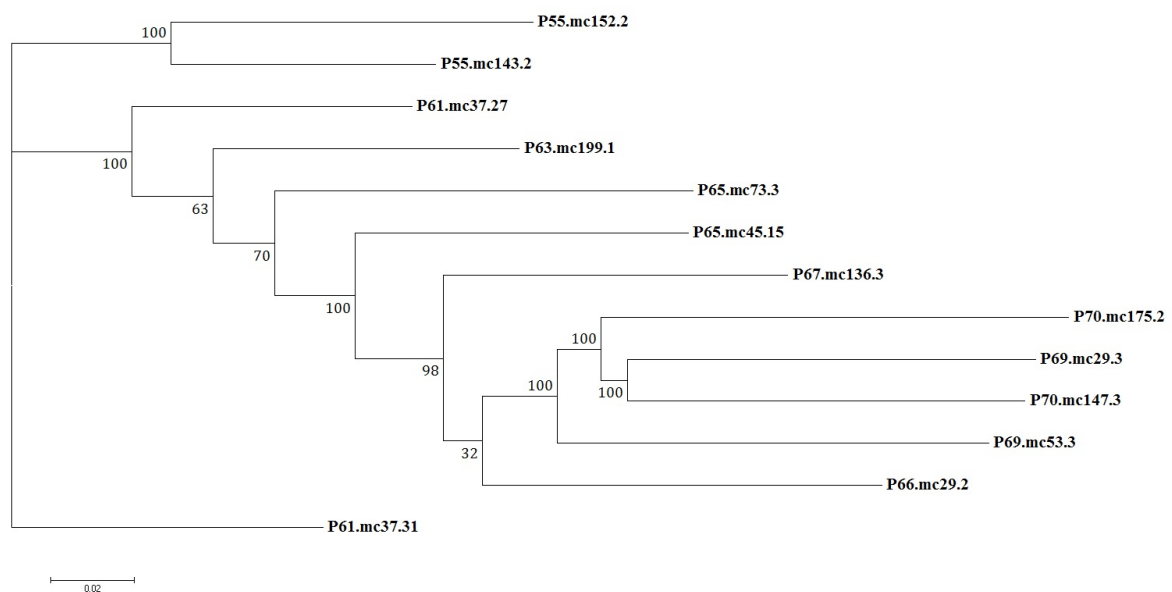 P55.mc152.2
100
P55.mc143.2
P61.mc37.27
100
P63.mc199.1
63
P65.mc73.3
70
P65.mc45.15
100
P67.mc136.3
98
P70.mc175.2
100
P69.mc29.3
100
100
P70.mc147.3
P69.mc53.3
32
P66.mc29.2
P61.mc37.31
0.02